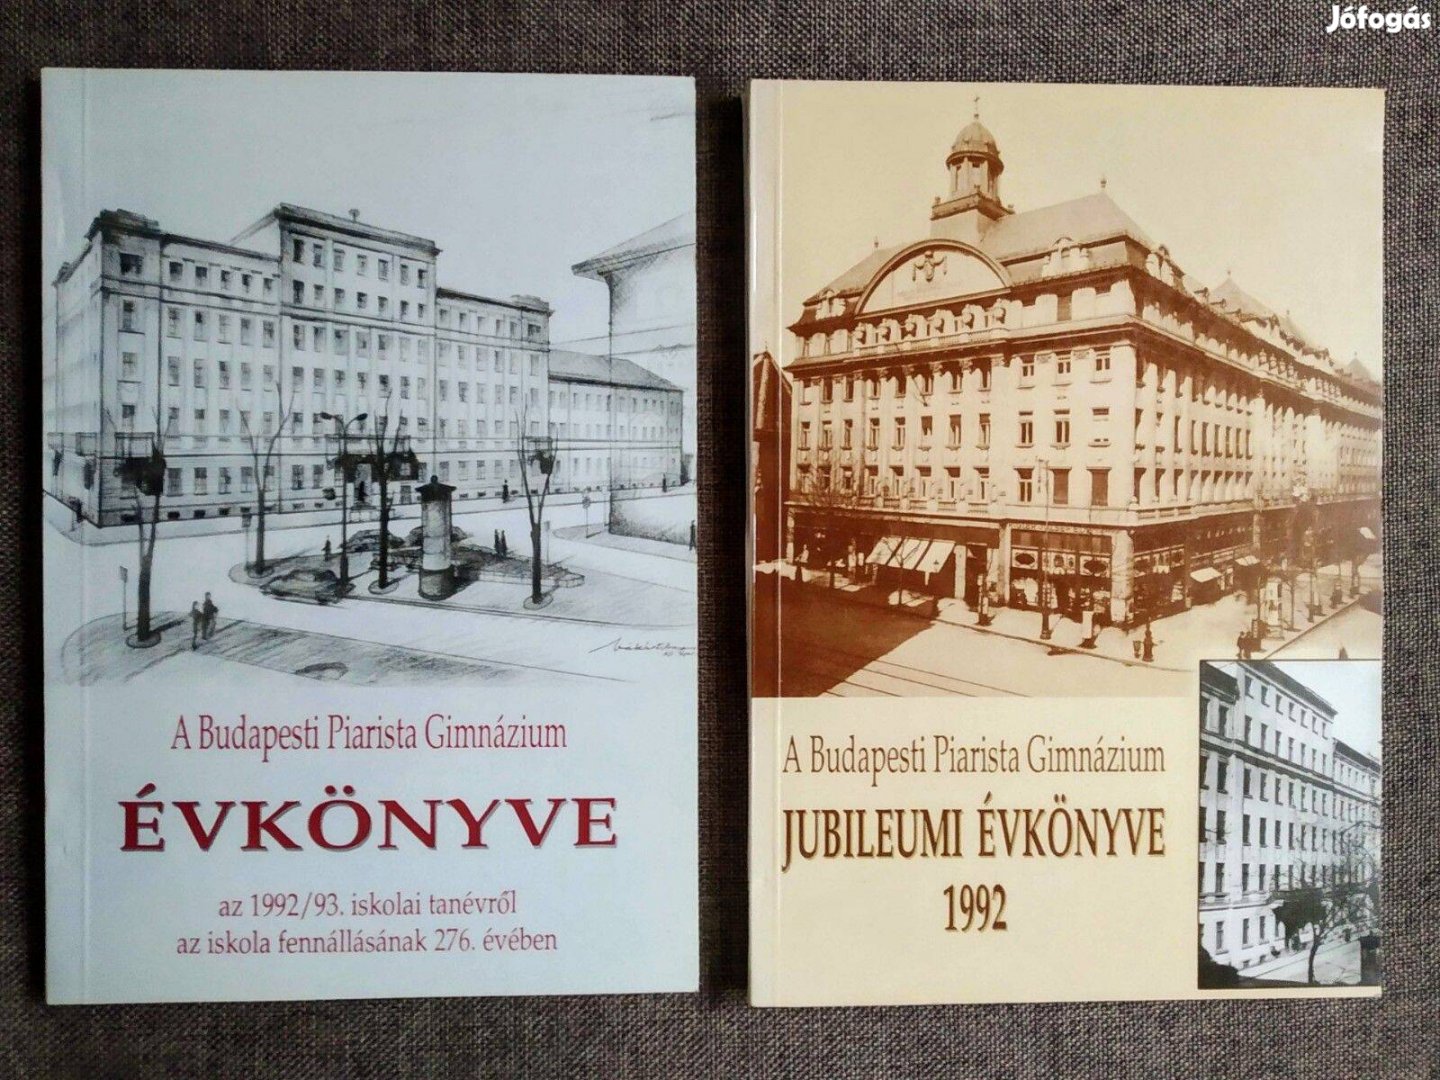 Jófogás
A Budapesti Piarista Gimnázium
ÉVKÖNYVE
az 1992/93. iskolai tanévről
az iskola fennállásának 276. évében
A Budapesti Piarista Gimnázium
JUBILEUMI ÉVKÖNYVE
1992